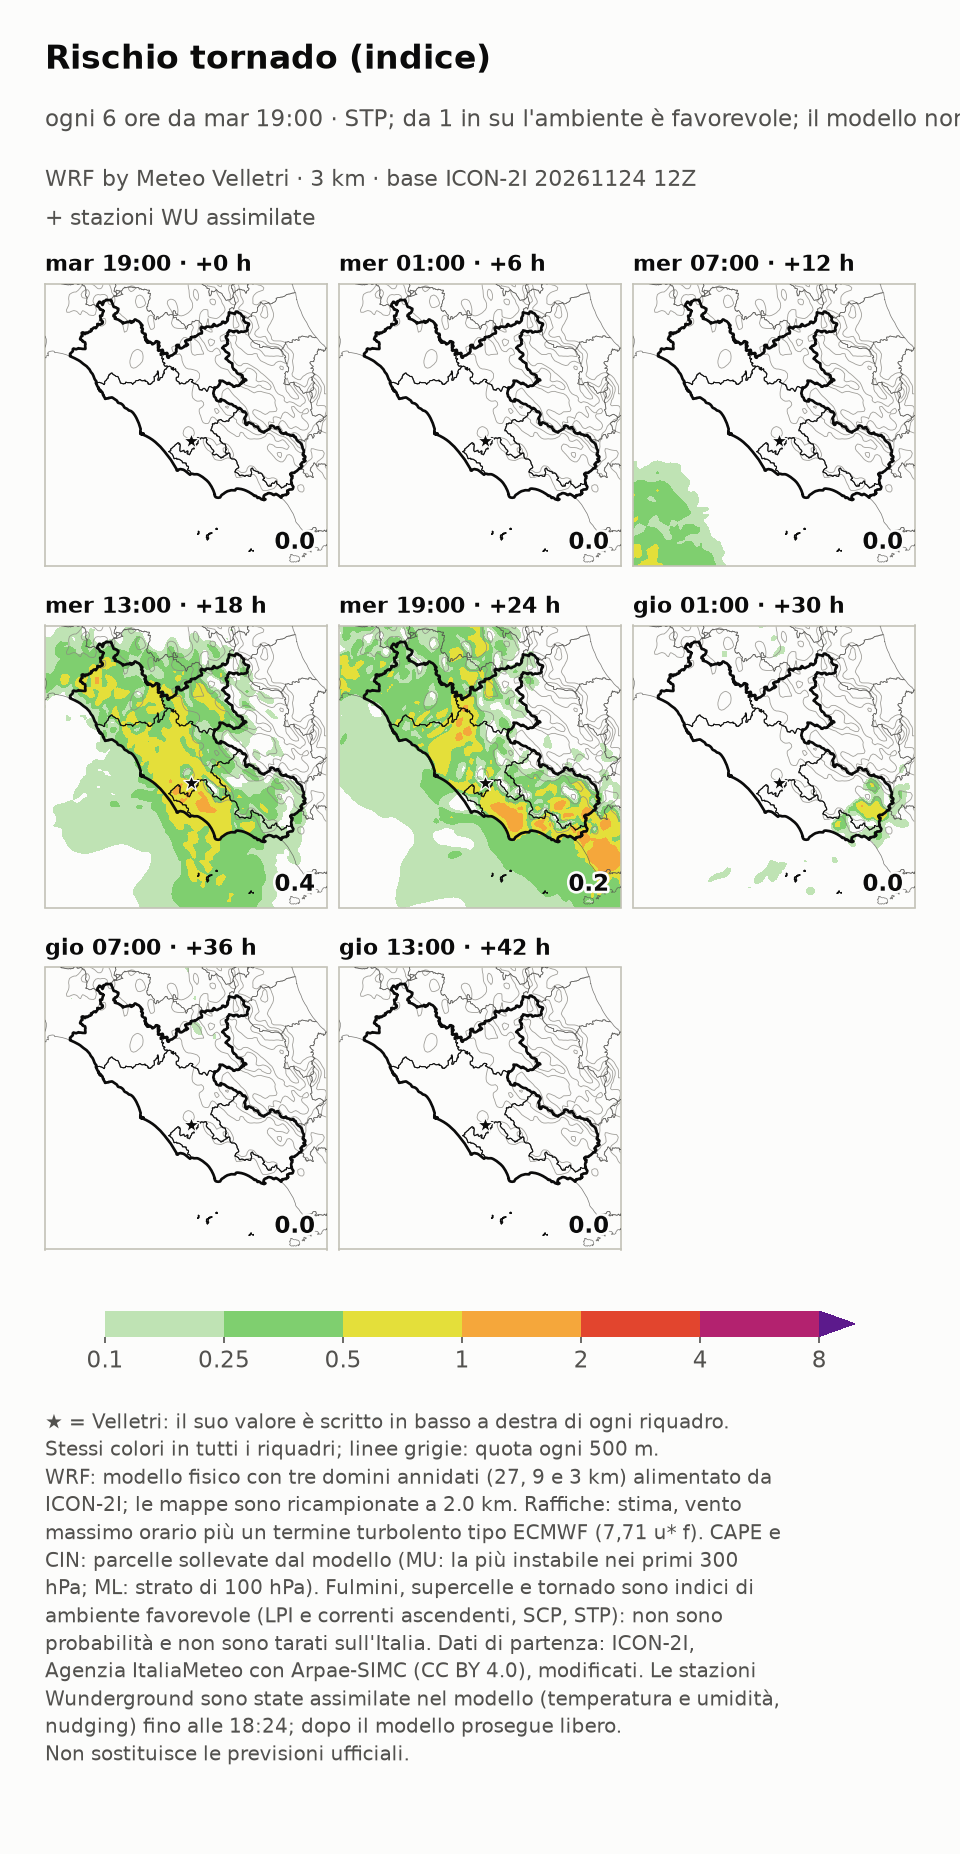 Rischio tornado (indice)
ogni 6 ore da mar 19:00 · STP; da 1 in su l'ambiente è favorevole; il modello non
WRF by Meteo Velletri · 3 km · base ICON-2I 20261124 12Z
+ stazioni WU assimilate
mar 19:00 · +0 h
mer 01:00 · +6 h
mer 07:00 · +12 h
0.0
0.0
0.0
mer 13:00 · +18 h
mer 19:00 · +24 h
gio 01:00 · +30 h
0.4
0.2
0.0
gio 07:00 · +36 h
gio 13:00 · +42 h
0.0
0.0
0.1 0.25 0.5 1 2 4 8
★ = Velletri: il suo valore è scritto in basso a destra di ogni riquadro.
Stessi colori in tutti i riquadri; linee grigie: quota ogni 500 m.
WRF: modello fisico con tre domini annidati (27, 9 e 3 km) alimentato da
ICON-2I; le mappe sono ricampionate a 2.0 km. Raffiche: stima, vento
massimo orario più un termine turbolento tipo ECMWF (7,71 u* f). CAPE e
CIN: parcelle sollevate dal modello (MU: la più instabile nei primi 300
hPa; ML: strato di 100 hPa). Fulmini, supercelle e tornado sono indici di
ambiente favorevole (LPI e correnti ascendenti, SCP, STP): non sono
probabilità e non sono tarati sull'Italia. Dati di partenza: ICON-2I,
Agenzia ItaliaMeteo con Arpae-SIMC (CC BY 4.0), modificati. Le stazioni
Wunderground sono state assimilate nel modello (temperatura e umidità,
nudging) fino alle 18:24; dopo il modello prosegue libero.
Non sostituisce le previsioni ufficiali.